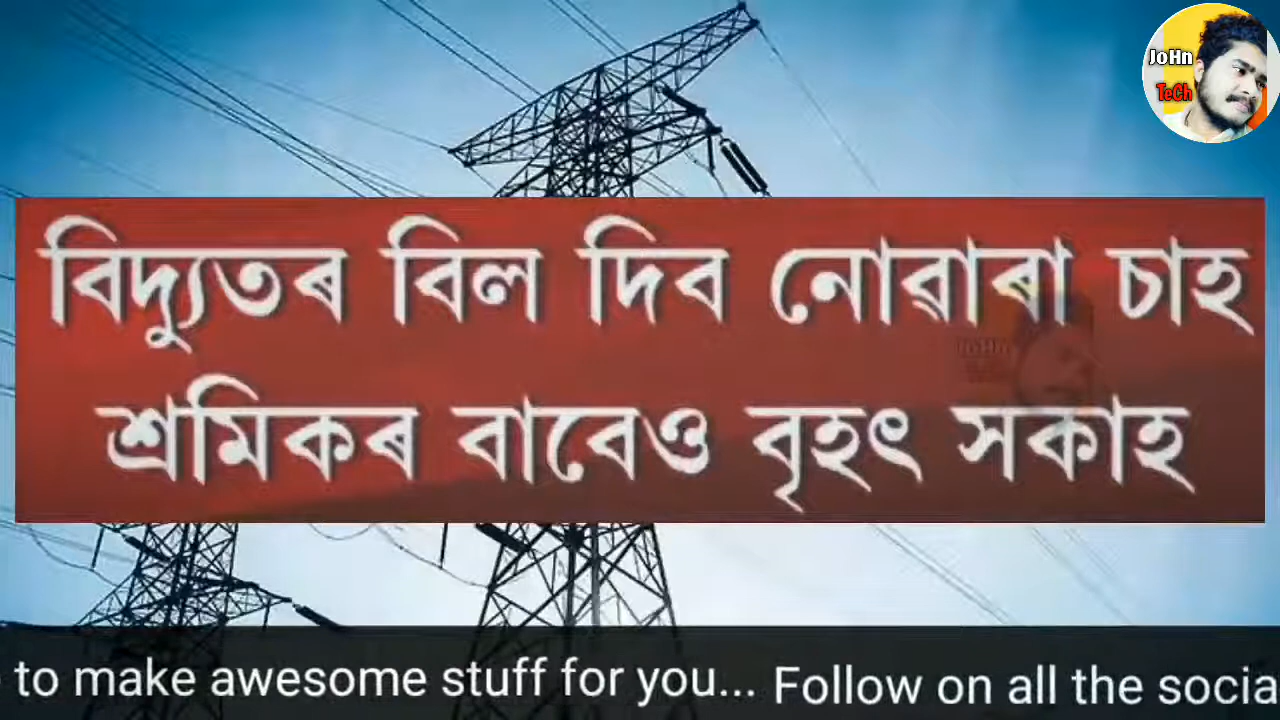 JoHn
TeCh
বিদ্যুতৰ বিল দিব নোৱাৰা চাহ
শ্ৰমিকৰ বাবেও বৃহৎ সকাহ
to make awesome stuff for you... Follow on all the socia